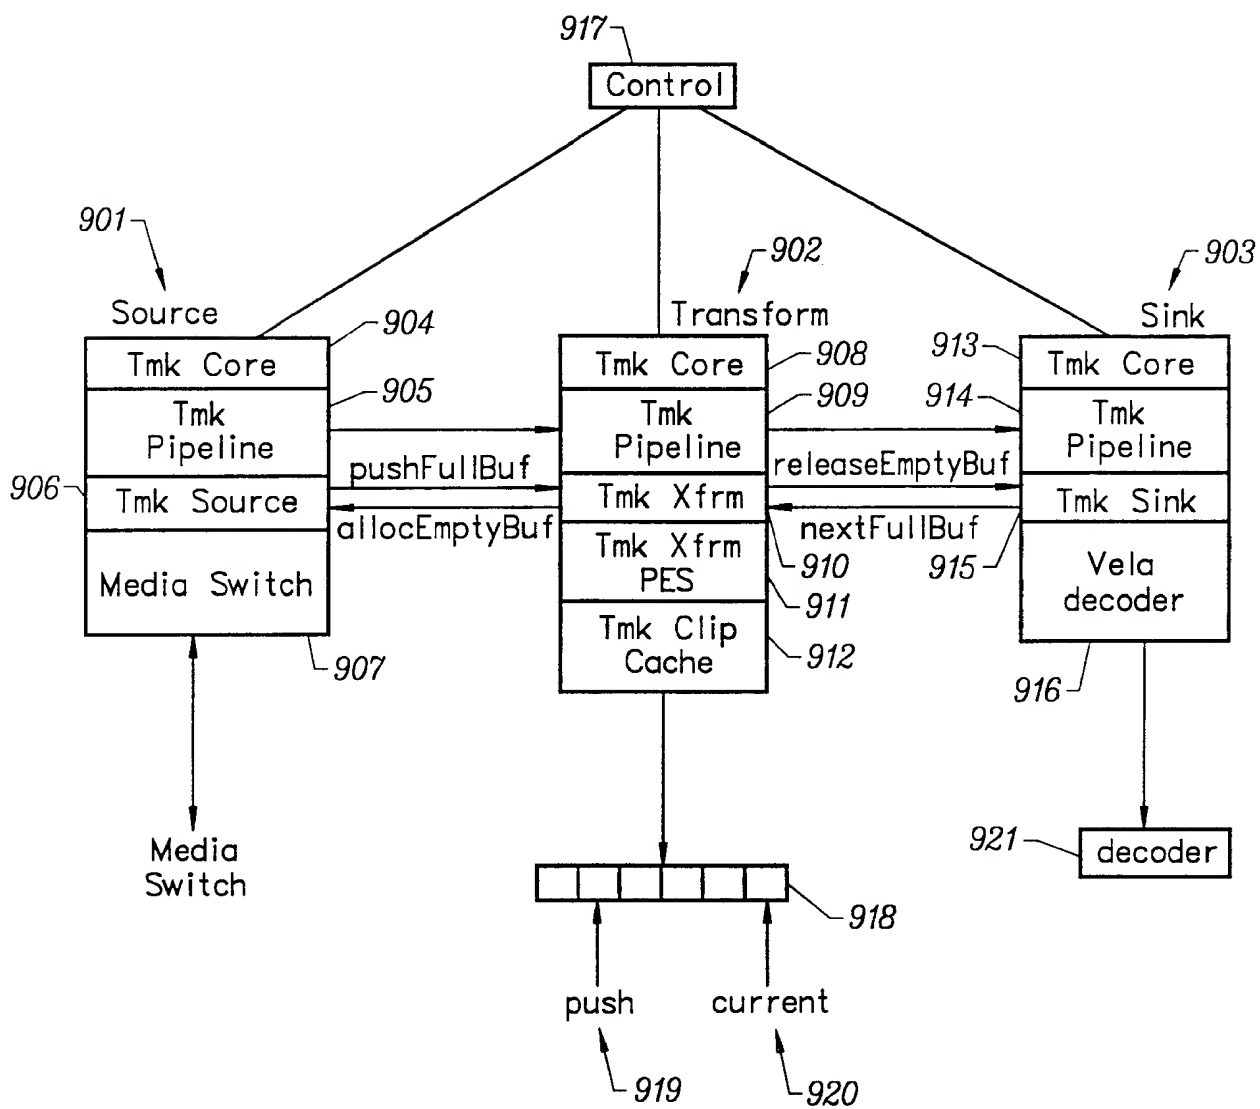 917
Control
901
902
903
Source
904
Transform
Sink
Tmk Core
Tmk Core
908
913
Tmk Core
905
909
914
Tmk
Pipeline
Tmk
Pipeline
Tmk
Pipeline
906
pushFullBuf
releaseEmptyBuf
Tmk Source
Tmk Xfrm
Tmk Sink
allocEmptyBuf
nextFullBuf
910
915
Media Switch
Tmk Xfrm
PES
911
Vela
decoder
907
Tmk Clip
Cache
912
916
Media
Switch
921
decoder
918
push
current
919
920